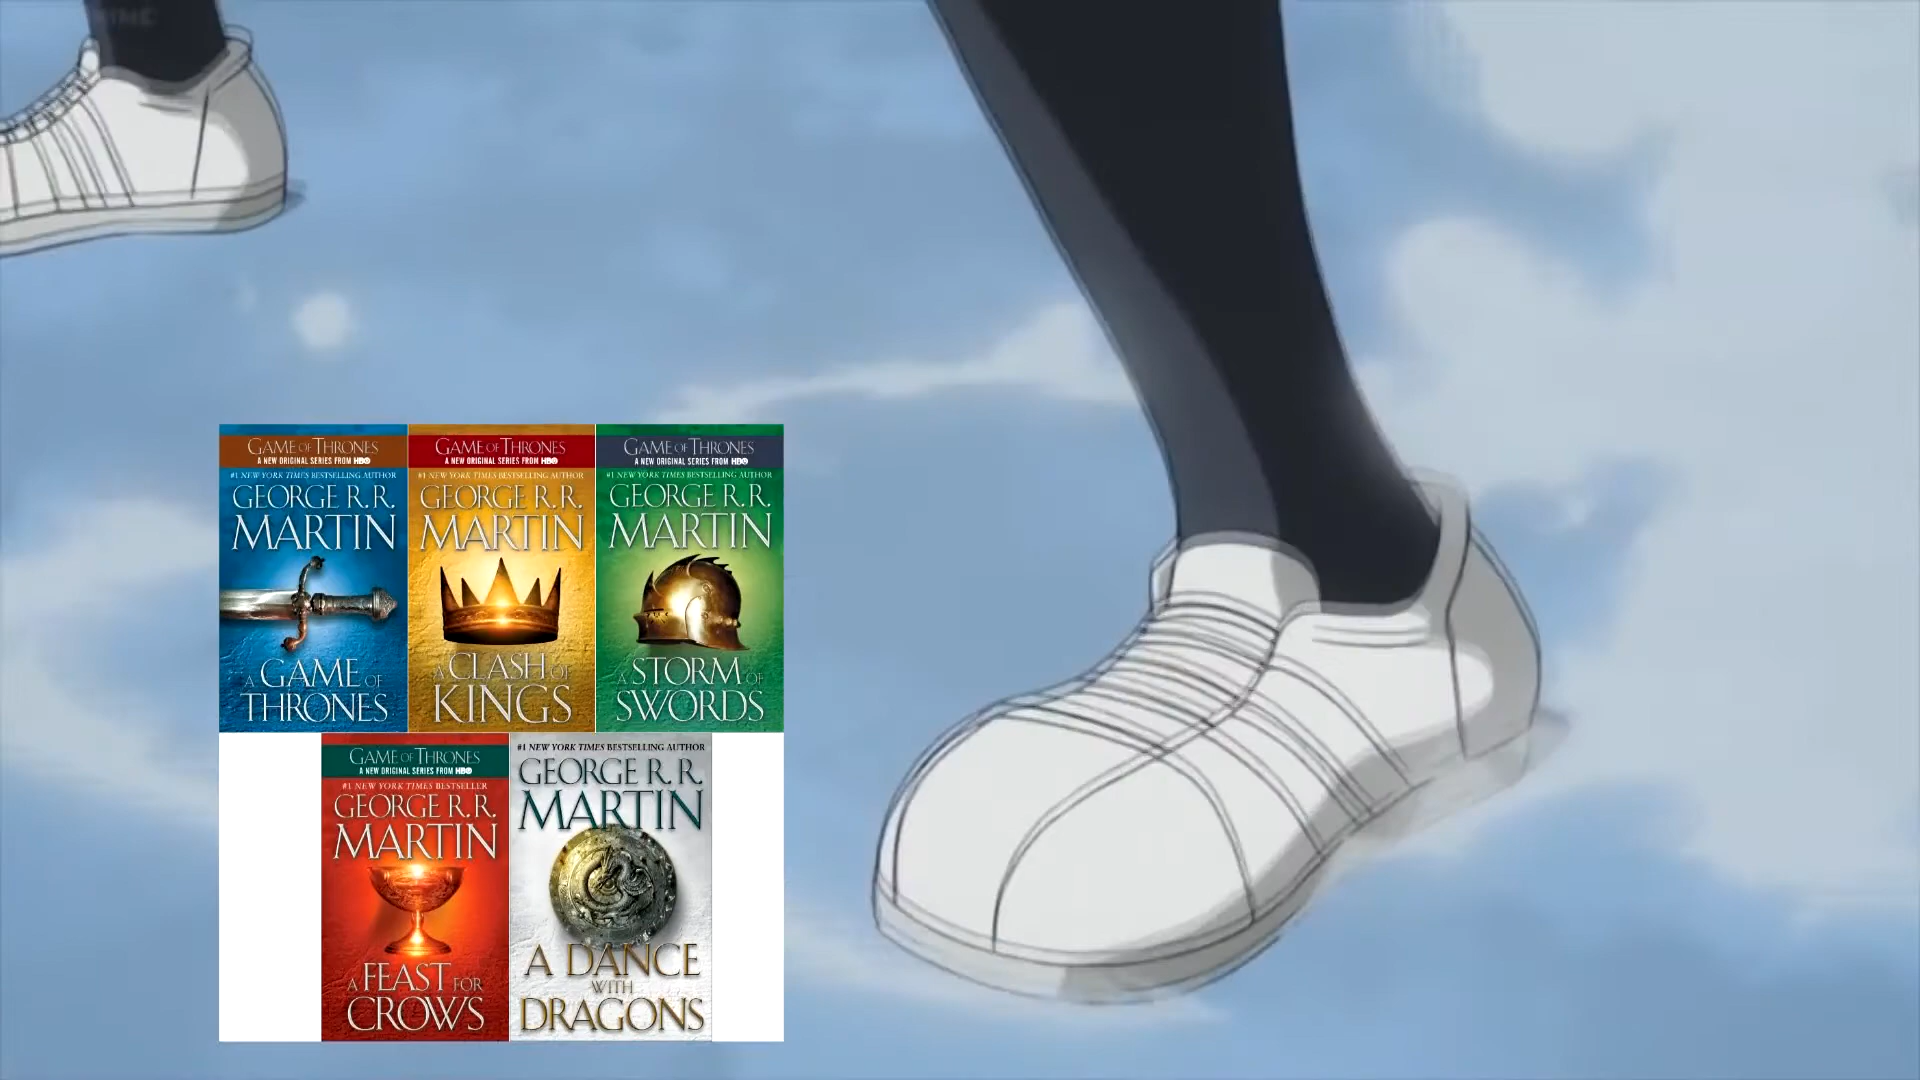 GAME OF THRONES
A NEW ORIGINAL SERIES FROM HBO
#1 NEW YORK TIMES BESTSELLING AUTHOR
GEORGE R.R.
MARTIN
A GAME OF
THRONES
GAME OF THRONES
A NEW ORIGINAL SERIES FROM HBO
#1 NEW YORK TIMES BESTSELLING AUTHOR
GEORGE R.R.
MARTIN
A CLASH OF
KINGS
GAME OF THRONES
A NEW ORIGINAL SERIES FROM HBO
#1 NEW YORK TIMES BESTSELLING AUTHOR
GEORGE R.R.
MARTIN
A STORM OF
SWORDS
GAME OF THRONES
A NEW ORIGINAL SERIES FROM HBO
#1 NEW YORK TIMES BESTSELLER
GEORGE R.R.
MARTIN
A FEAST FOR
CROWS
#1 NEW YORK TIMES BESTSELLING AUTHOR
GEORGE R. R.
MARTIN
A DANCE
WITH
DRAGONS